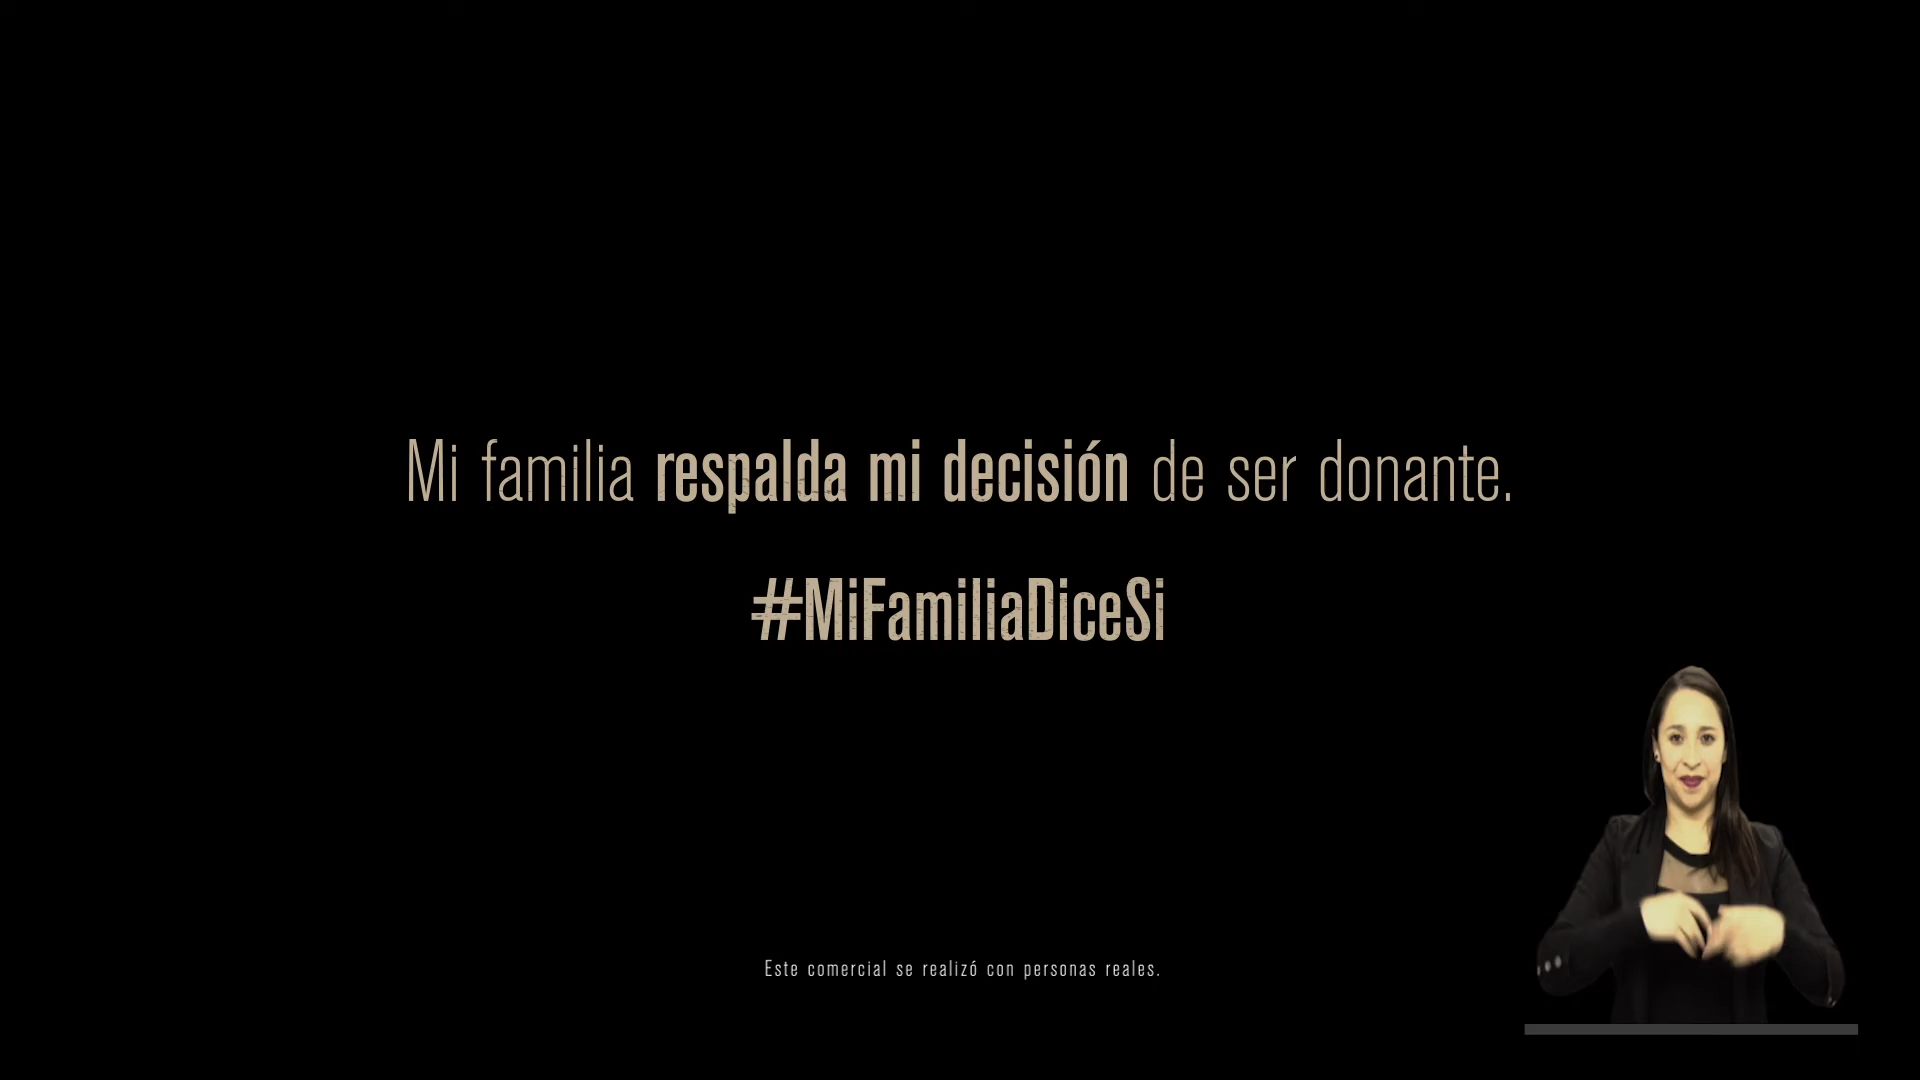 Mi familia respalda mi decisión de ser donante.
#MiFamiliaDiceSi
Este comercial se realizó con personas reales.